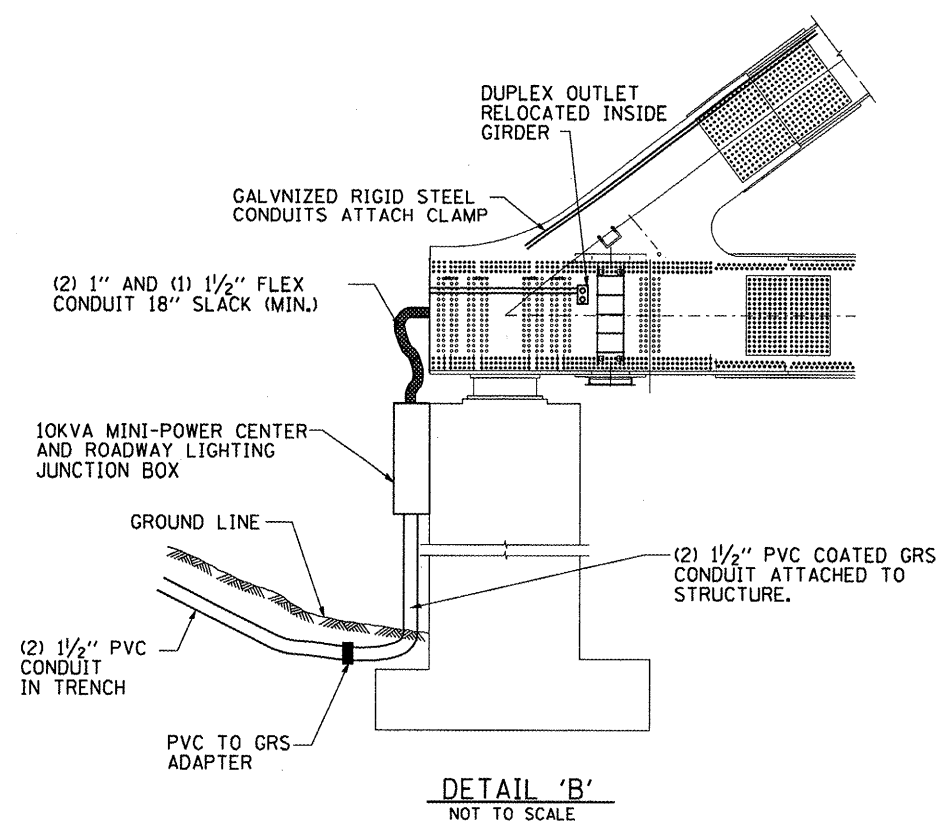 DUPLEX OUTLET
RELOCATED INSIDE
GIRDER
GALVNIZED RIGID STEEL
CONDUITS ATTACH CLAMP
(2) 1" AND (1) 1½" FLEX
CONDUIT 18" SLACK (MIN.)
10KVA MINI-POWER CENTER
AND ROADWAY LIGHTING
JUNCTION BOX
GROUND LINE
(2) 1½" PVC COATED GRS
CONDUIT ATTACHED TO
STRUCTURE.
(2) 1½" PVC
CONDUIT
IN TRENCH
PVC TO GRS
ADAPTER
DETAIL 'B'
NOT TO SCALE